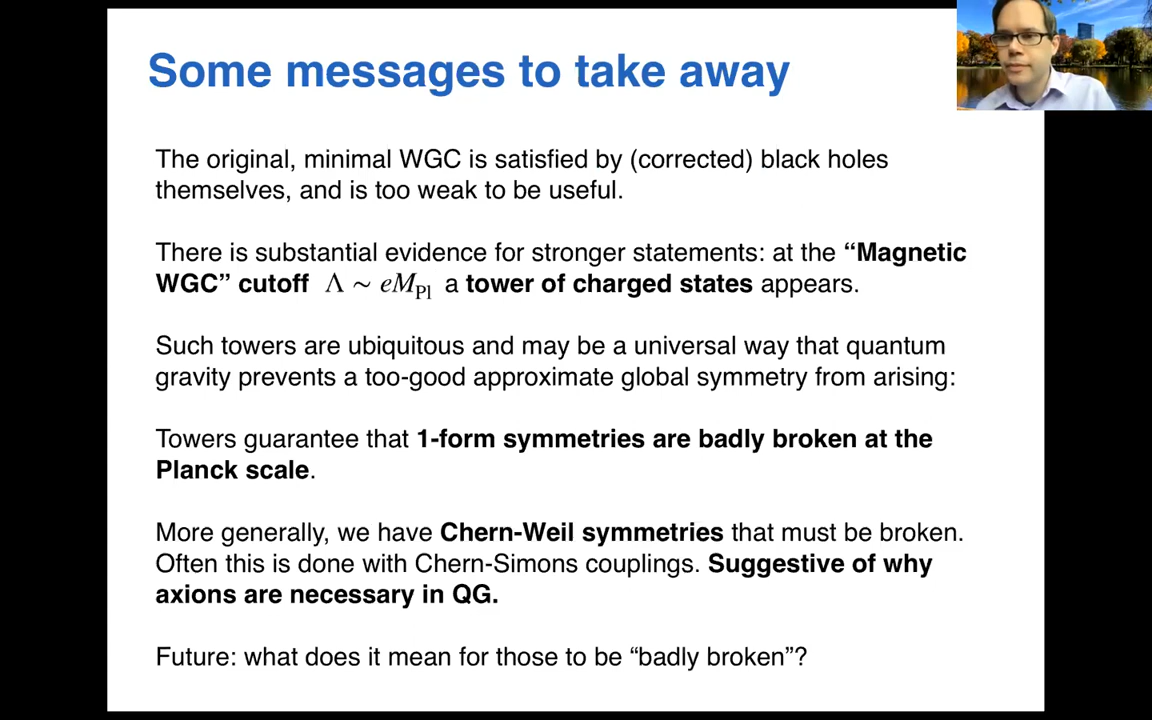 Some messages to take away
The original, minimal WGC is satisfied by (corrected) black holes
themselves, and is too weak to be useful.
There is substantial evidence for stronger statements: at the “Magnetic
WGC” cutoff Λ ∼ eM_Pl a tower of charged states appears.
Such towers are ubiquitous and may be a universal way that quantum
gravity prevents a too-good approximate global symmetry from arising:
Towers guarantee that 1-form symmetries are badly broken at the
Planck scale.
More generally, we have Chern-Weil symmetries that must be broken.
Often this is done with Chern-Simons couplings. Suggestive of why
axions are necessary in QG.
Future: what does it mean for those to be “badly broken”?